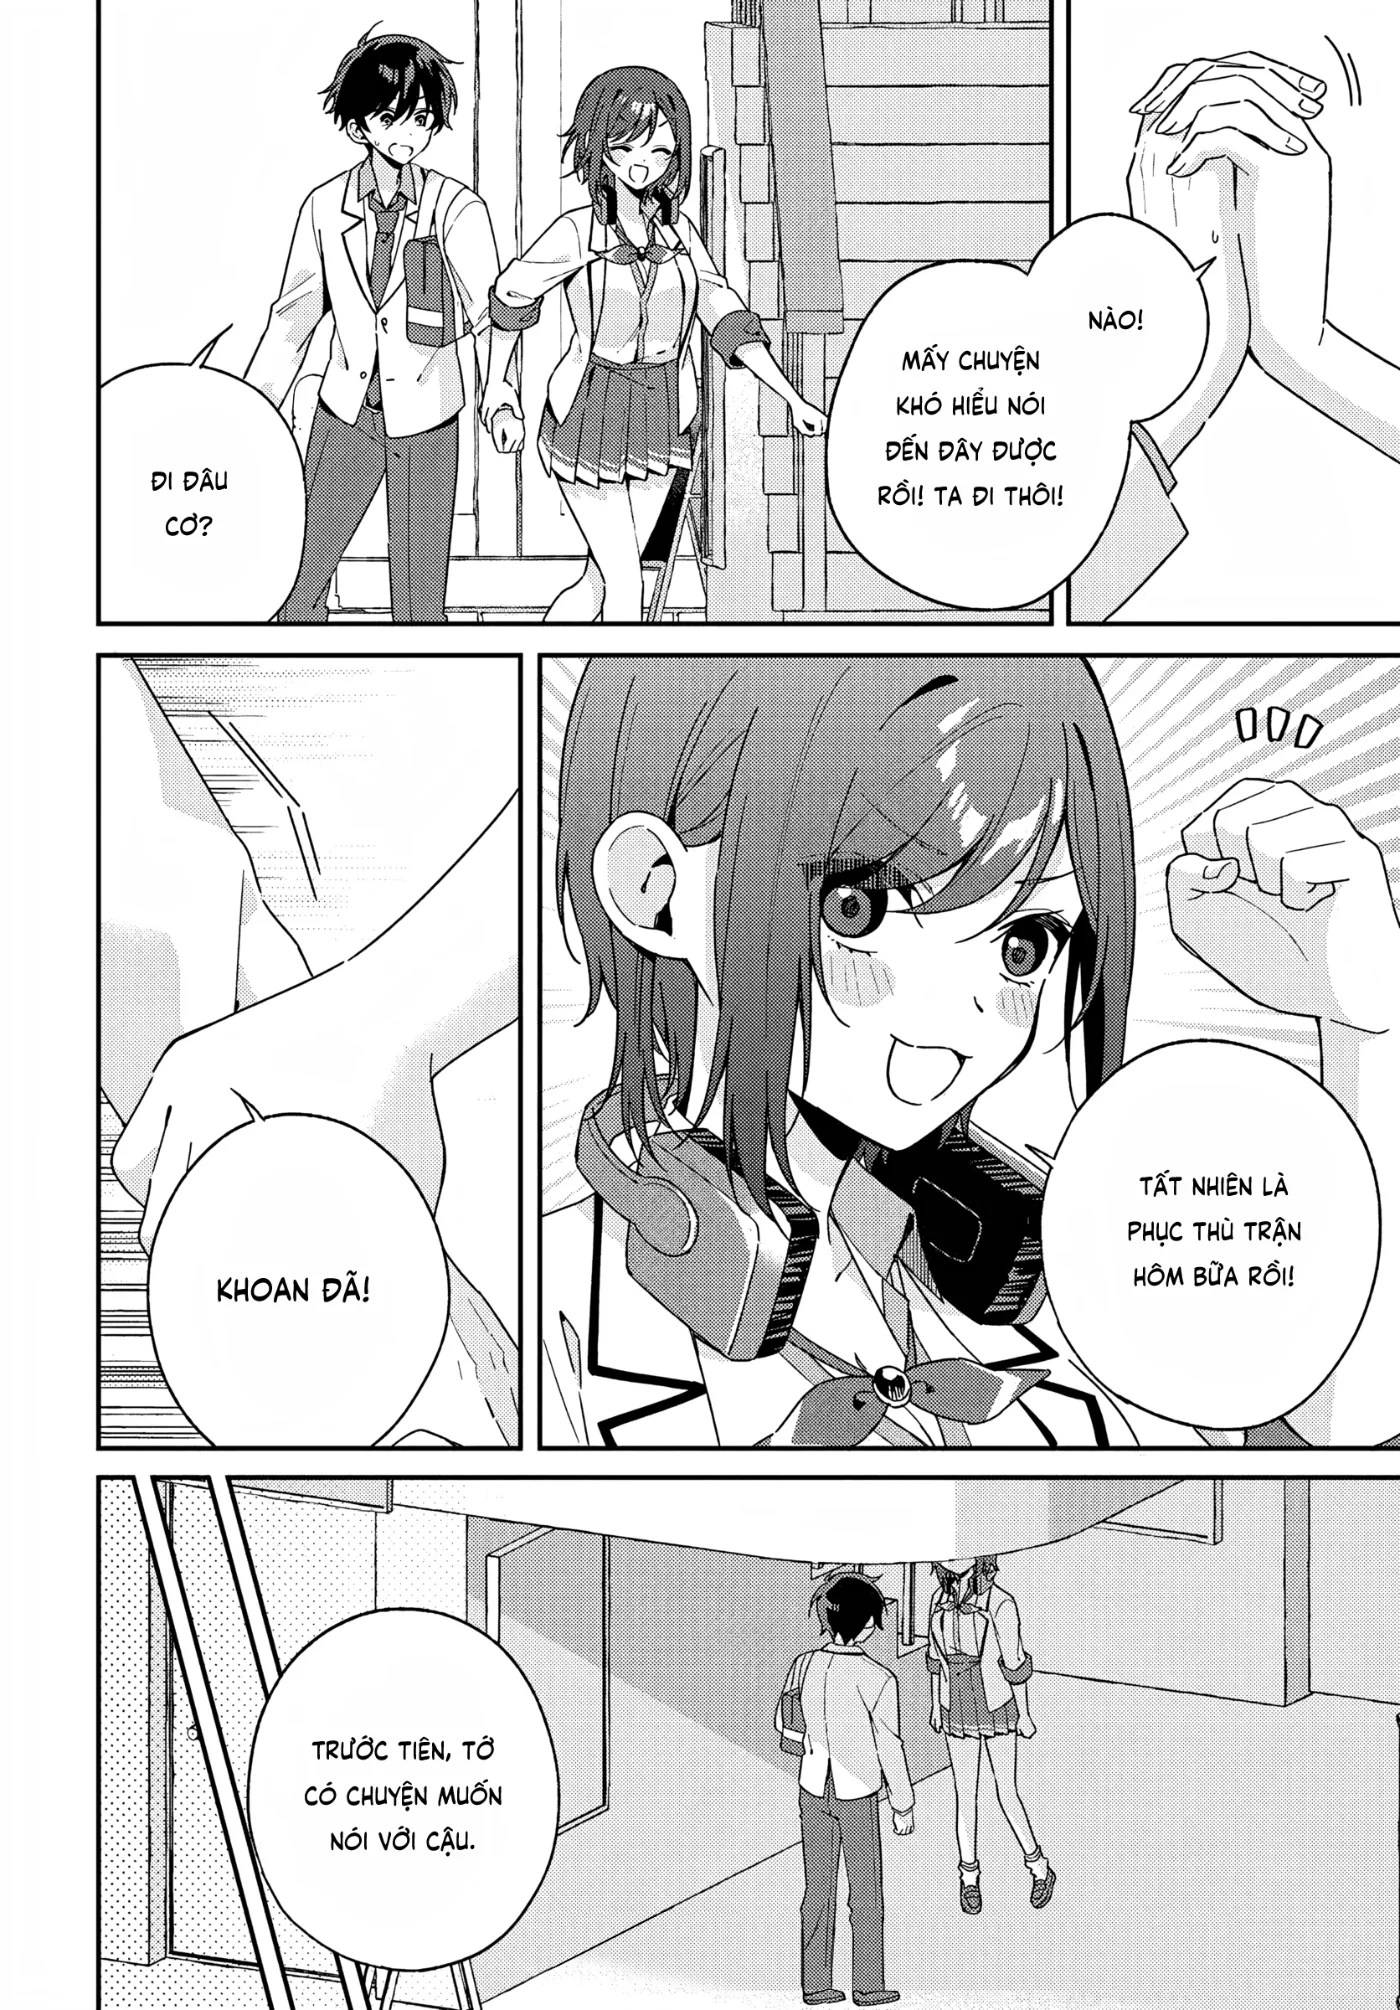 NÀO!
MẤY CHUYỆN
KHÓ HIỂU NÓI
ĐẾN ĐÂY ĐƯỢC
RỒI! TA ĐI THÔI!
ĐI ĐÂU
CƠ?
TẤT NHIÊN LÀ
PHỤC THÙ TRẬN
HÔM BỮA RỒI!
KHOAN ĐÃ!
TRƯỚC TIÊN, TỚ
CÓ CHUYỆN MUỐN
NÓI VỚI CẬU.